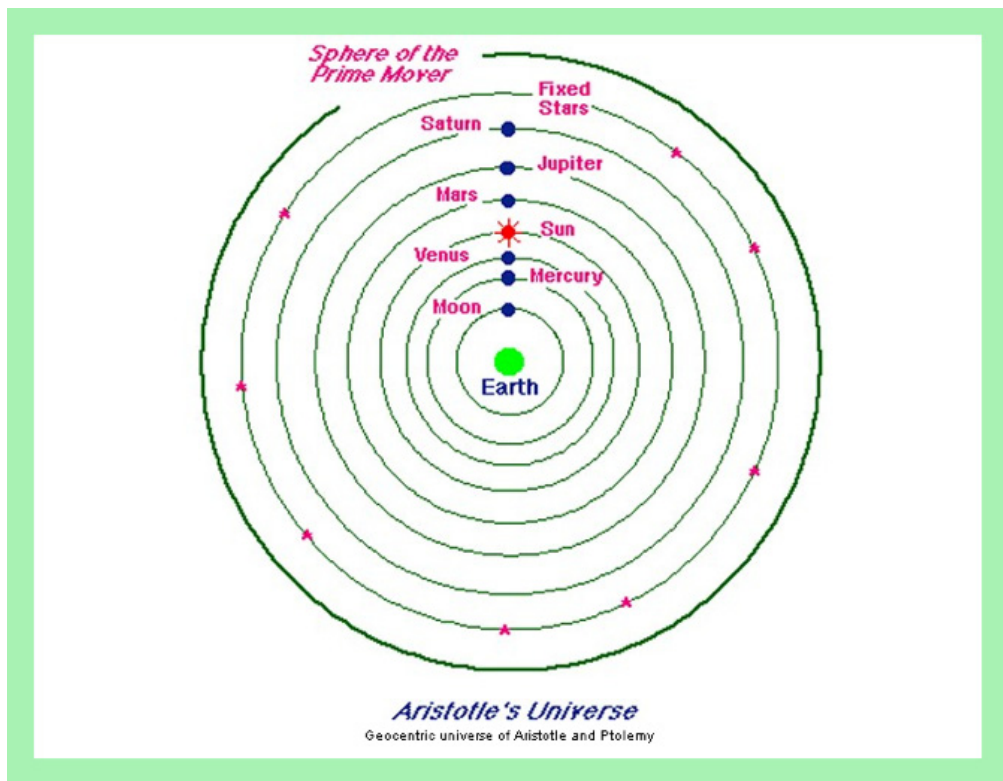 Sphere of the
Prime Mover
Fixed
Stars
Saturn
Jupiter
Mars
Sun
Venus
Mercury
Moon
Earth
Aristotle's Universe
Geocentric universe of Aristotle and Ptolemy